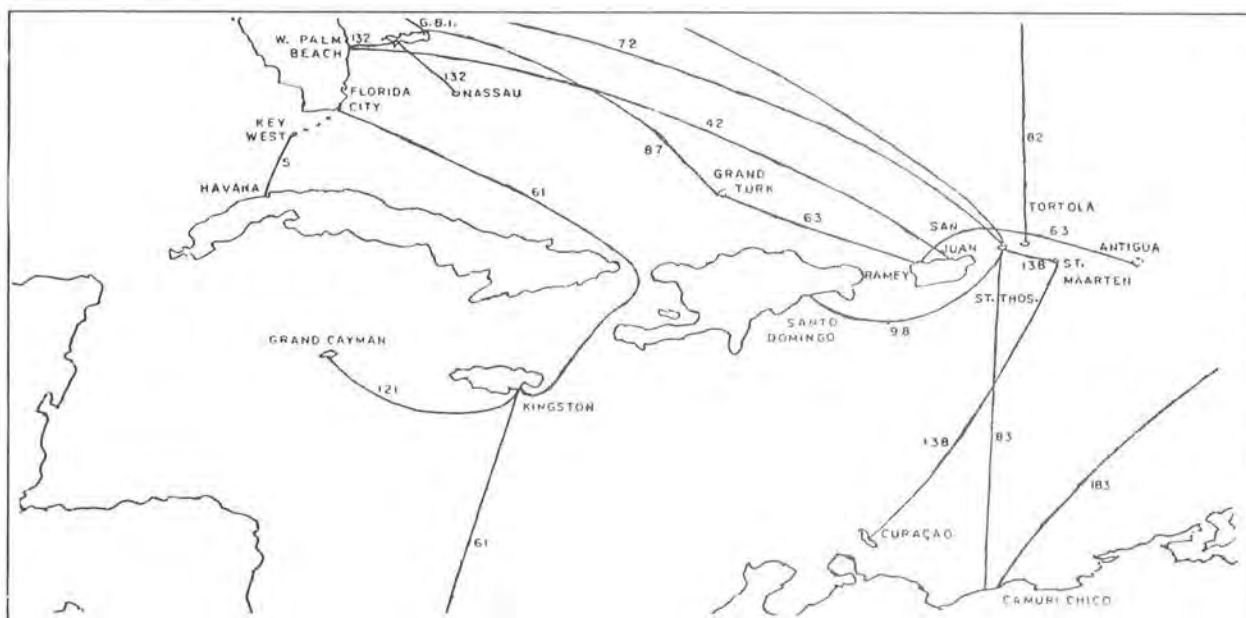 G.B.I.
W. PALM
BEACH
132
72
132
NASSAU
FLORIDA
CITY
KEY
WEST
42
82
87
5
GRAND
TURK
HAVANA
61
TORTOLA
63
SAN
JUAN
63
ANTIGUA
RAMEY
138
ST.
MAARTEN
ST. THOS.
SANTO
DOMINGO
98
GRAND CAYMAN
121
KINGSTON
138
83
183
61
CURAÇAO
CAMURI CHICO